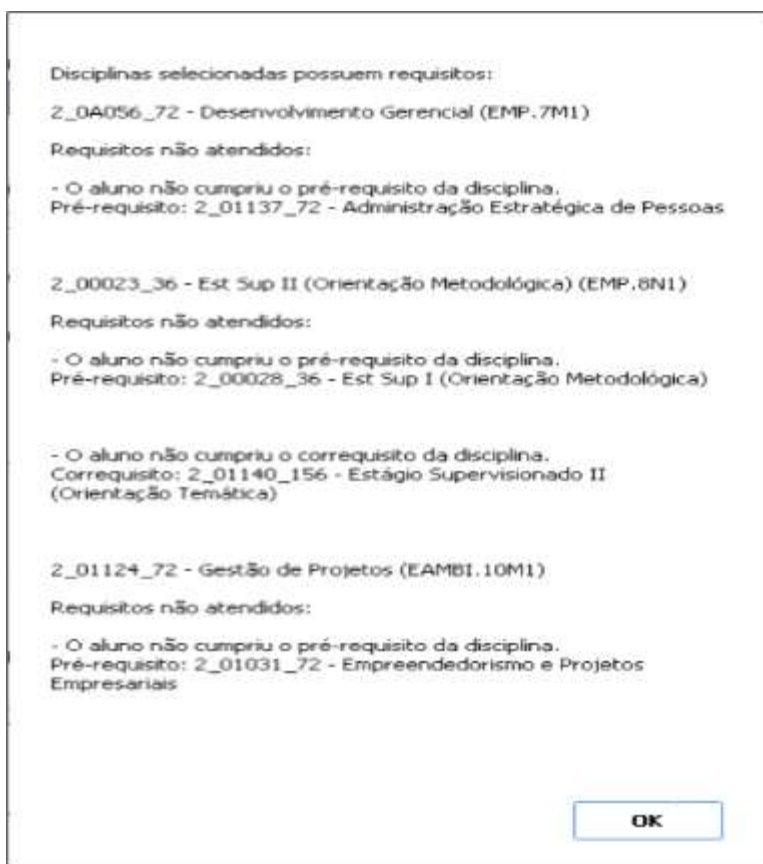 Disciplinas selecionadas possuem requisitos:
2_0A056_72 - Desenvolvimento Gerencial (EMP.7M1)
Requisitos não atendidos:
- O aluno não cumpriu o pré-requisito da disciplina.
Pré-requisito: 2_01137_72 - Administração Estratégica de Pessoas
2_00023_36 - Est Sup II (Orientação Metodológica) (EMP.8N1)
Requisitos não atendidos:
- O aluno não cumpriu o pré-requisito da disciplina.
Pré-requisito: 2_00028_36 - Est Sup I (Orientação Metodológica)
- O aluno não cumpriu o correquisito da disciplina.
Correquisito: 2_01140_156 - Estágio Supervisionado II
(Orientação Temática)
2_01124_72 - Gestão de Projetos (EAMBI.10M1)
Requisitos não atendidos:
- O aluno não cumpriu o pré-requisito da disciplina.
Pré-requisito: 2_01031_72 - Empreendedorismo e Projetos
Empresariais
OK